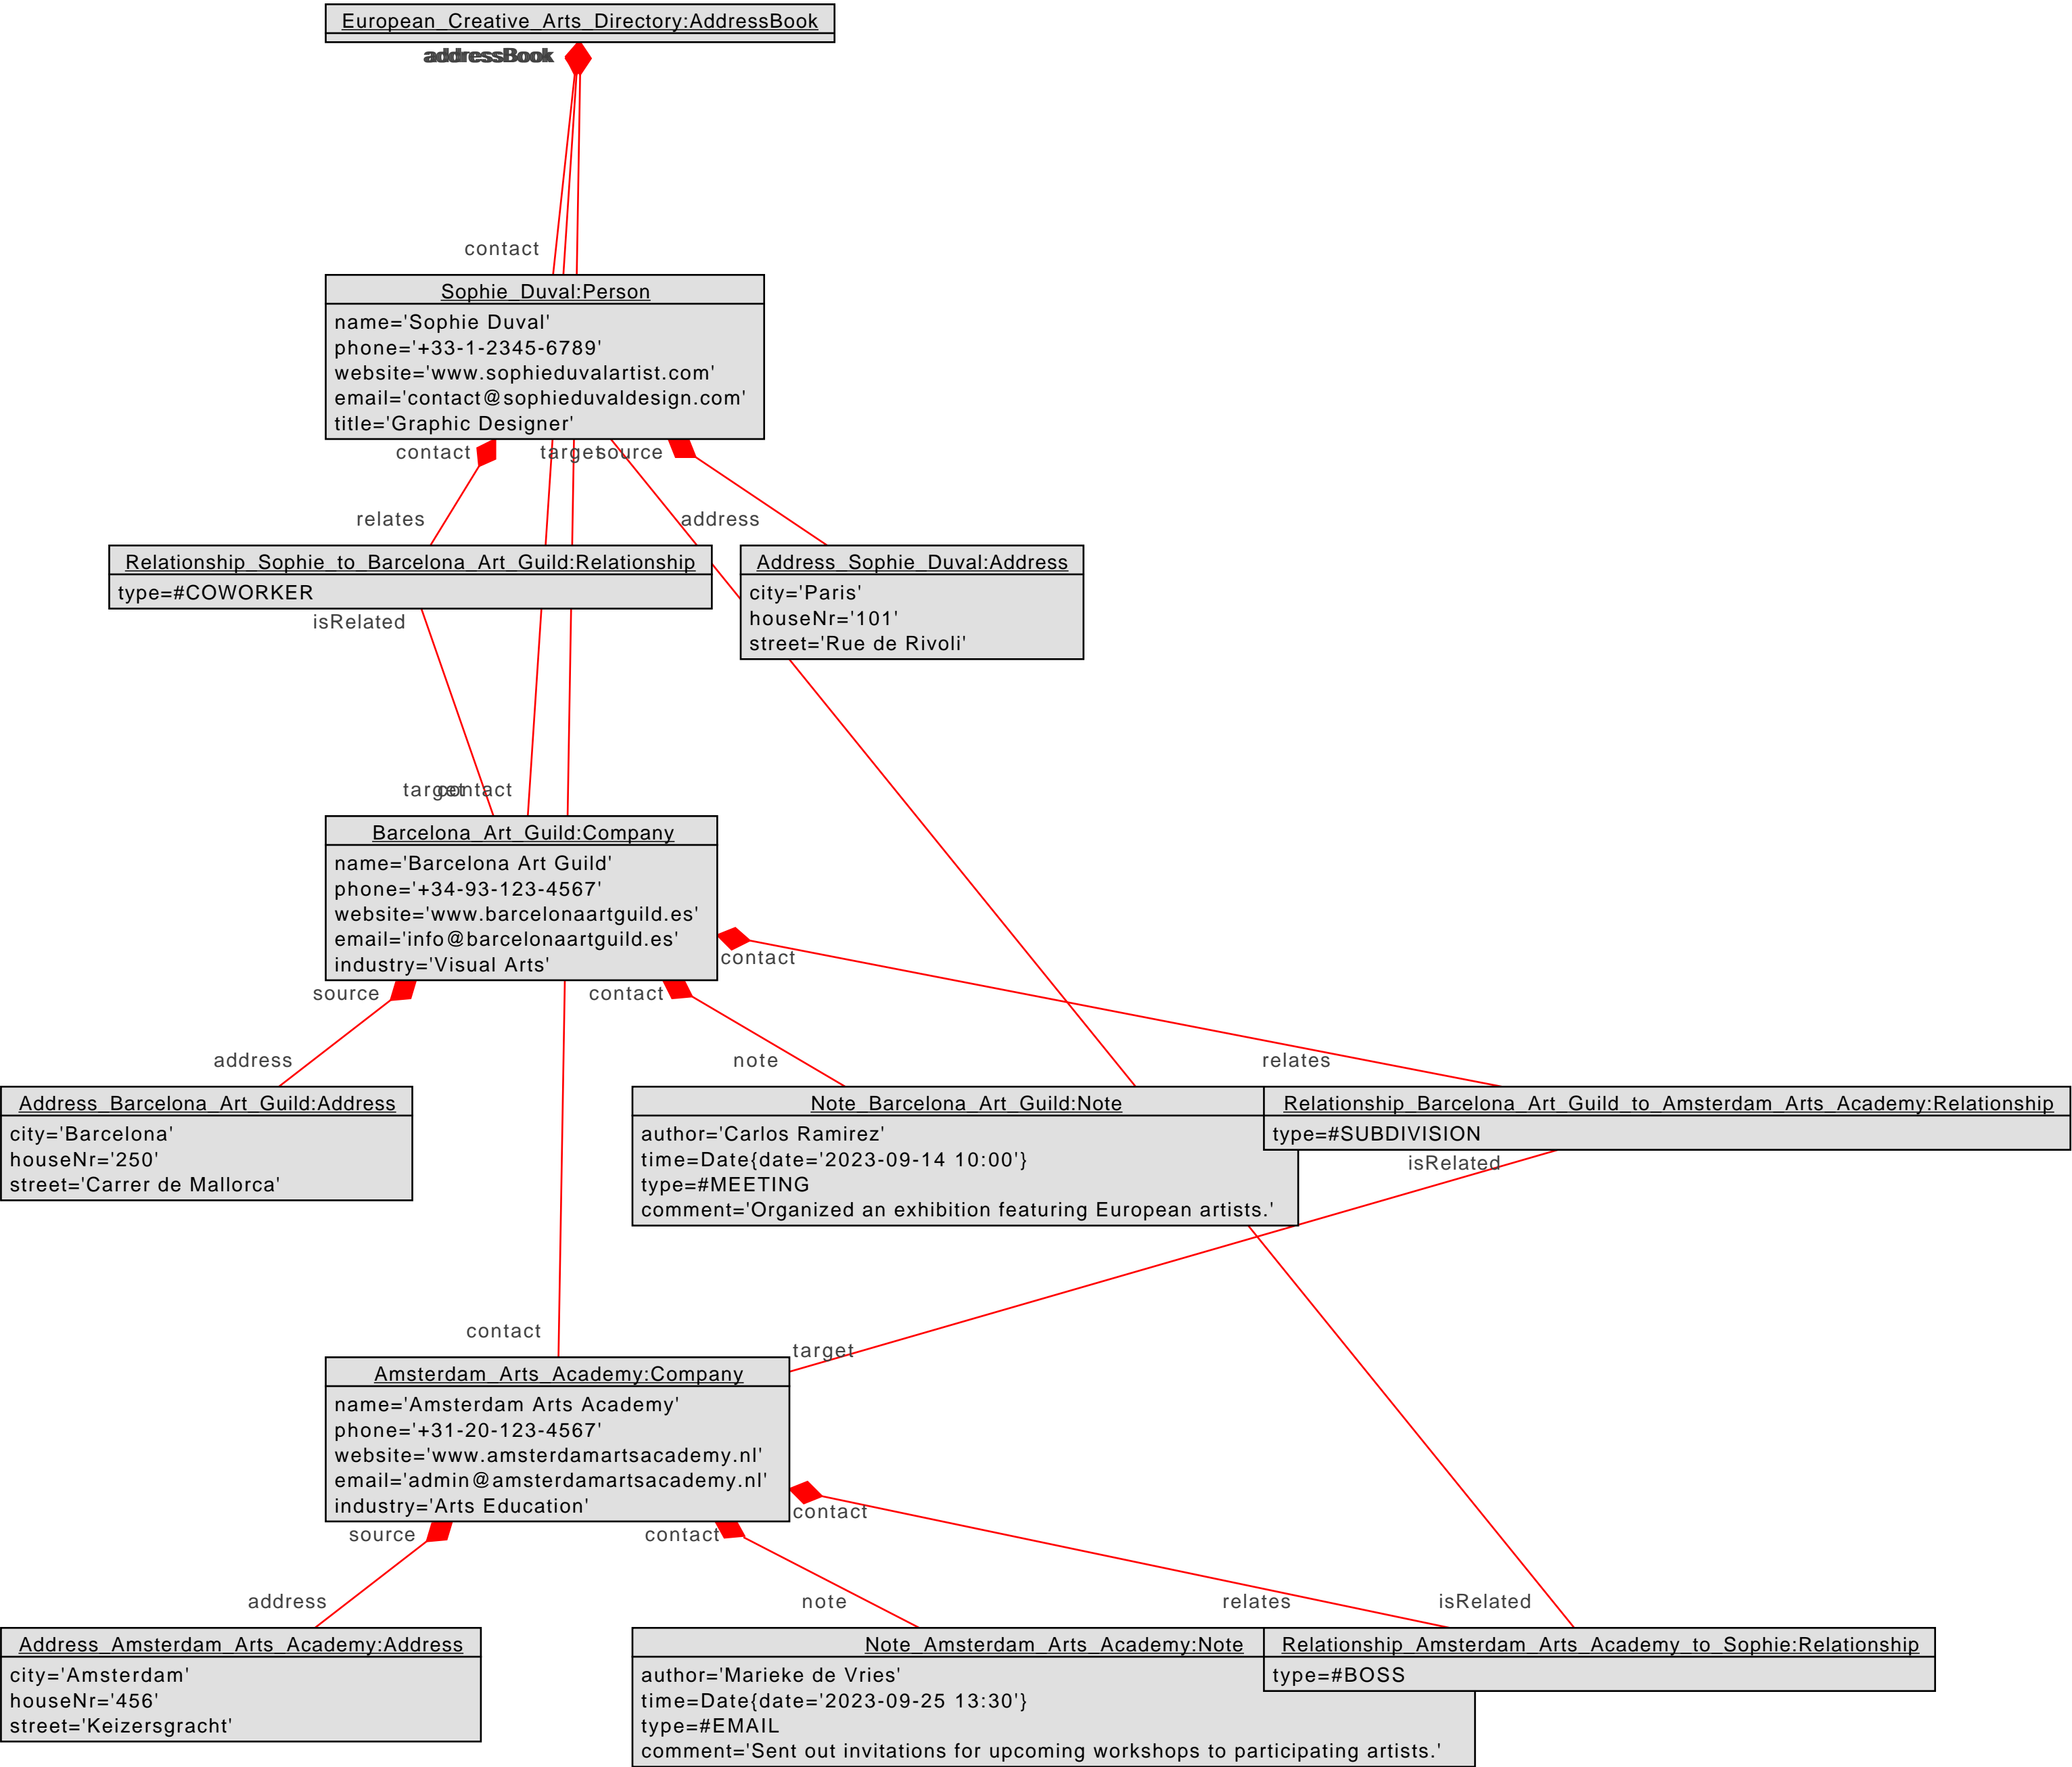 European_Creative_Arts_Directory:AddressBook
addressBook
contact
Sophie_Duval:Person
name='Sophie Duval'
phone='+33-1-2345-6789'
website='www.sophieduvalartist.com'
email='contact@sophieduvaldesign.com'
title='Graphic Designer'
contact
target
source
relates
address
Relationship_Sophie_to_Barcelona_Art_Guild:Relationship
type=#COWORKER
isRelated
Address_Sophie_Duval:Address
city='Paris'
houseNr='101'
street='Rue de Rivoli'
target
contact
Barcelona_Art_Guild:Company
name='Barcelona Art Guild'
phone='+34-93-123-4567'
website='www.barcelonaartguild.es'
email='info@barcelonaartguild.es'
industry='Visual Arts'
contact
source
contact
address
note
relates
Address_Barcelona_Art_Guild:Address
city='Barcelona'
houseNr='250'
street='Carrer de Mallorca'
Note_Barcelona_Art_Guild:Note
author='Carlos Ramirez'
time=Date{date='2023-09-14 10:00'}
type=#MEETING
comment='Organized an exhibition featuring European artists.'
Relationship_Barcelona_Art_Guild_to_Amsterdam_Arts_Academy:Relationship
type=#SUBDIVISION
isRelated
contact
target
Amsterdam_Arts_Academy:Company
name='Amsterdam Arts Academy'
phone='+31-20-123-4567'
website='www.amsterdamartsacademy.nl'
email='admin@amsterdamartsacademy.nl'
industry='Arts Education'
contact
source
contact
address
note
relates
isRelated
Address_Amsterdam_Arts_Academy:Address
city='Amsterdam'
houseNr='456'
street='Keizersgracht'
Note_Amsterdam_Arts_Academy:Note
author='Marieke de Vries'
time=Date{date='2023-09-25 13:30'}
type=#EMAIL
comment='Sent out invitations for upcoming workshops to participating artists.'
Relationship_Amsterdam_Arts_Academy_to_Sophie:Relationship
type=#BOSS